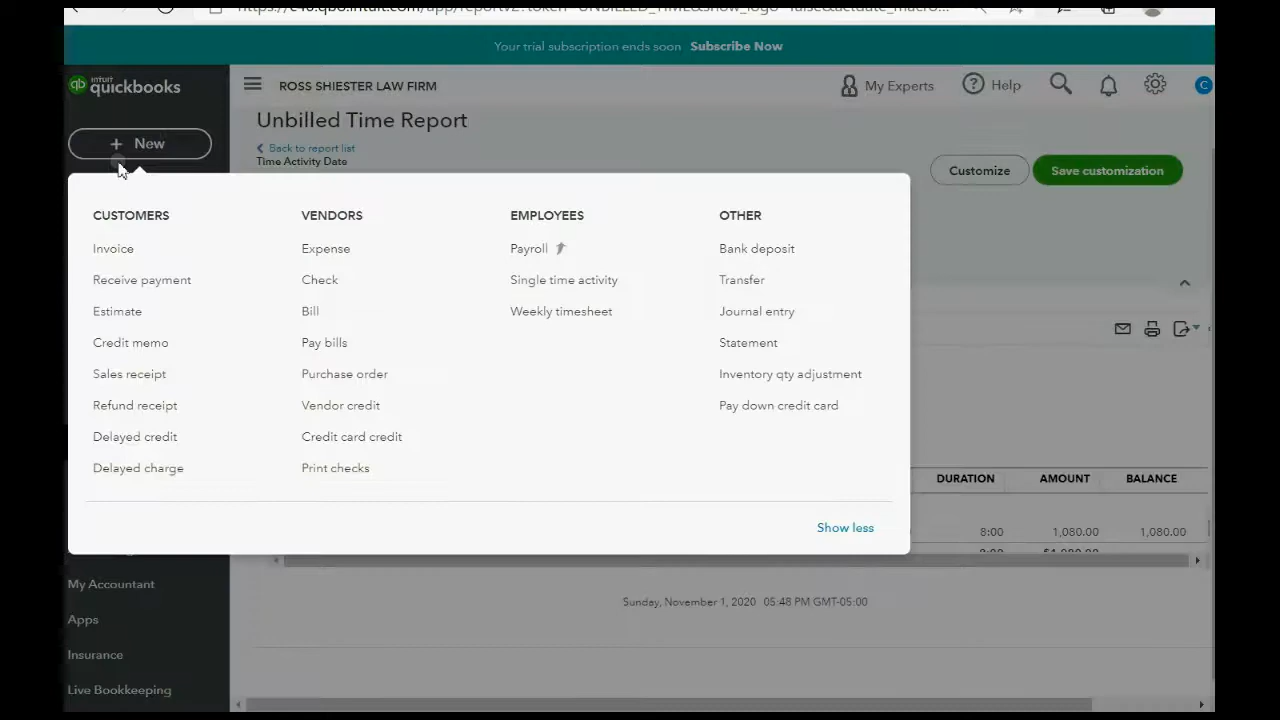 Your trial subscription ends soon Subscribe Now
intuit
quickbooks
ROSS SHIESTER LAW FIRM
My Experts
Help
C
+ New
Unbilled Time Report
Back to report list
Time Activity Date
Customize
Save customization
CUSTOMERS
Invoice
Receive payment
Estimate
Credit memo
Sales receipt
Refund receipt
Delayed credit
Delayed charge
VENDORS
Expense
Check
Bill
Pay bills
Purchase order
Vendor credit
Credit card credit
Print checks
EMPLOYEES
Payroll
Single time activity
Weekly timesheet
OTHER
Bank deposit
Transfer
Journal entry
Statement
Inventory qty adjustment
Pay down credit card
Show less
DURATION AMOUNT BALANCE
8:00 1,080.00 1,080.00
Sunday, November 1, 2020 05:48 PM GMT-05:00
My Accountant
Apps
Insurance
Live Bookkeeping